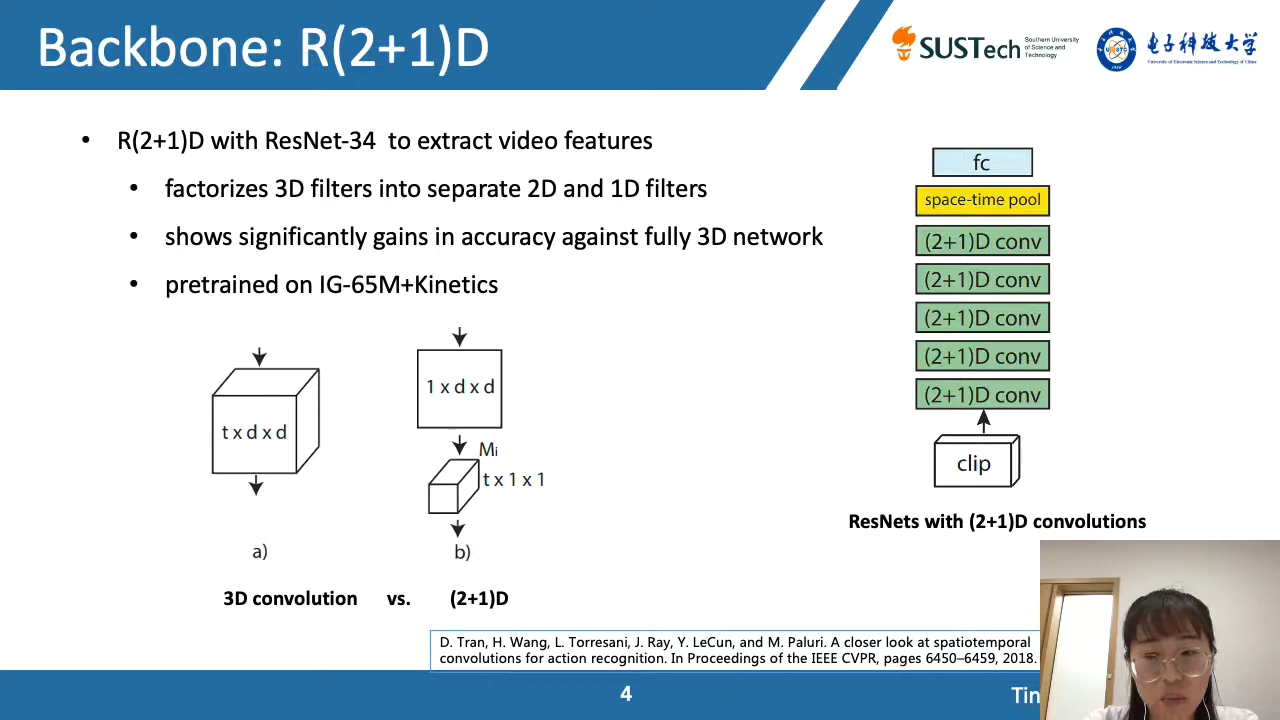 Backbone: R(2+1)D
SUSTech
Southern University
of Science and
Technology
电子科技大学
University of Electronic Science and Technology of China
• R(2+1)D with ResNet-34 to extract video features
• factorizes 3D filters into separate 2D and 1D filters
• shows significantly gains in accuracy against fully 3D network
• pretrained on IG-65M+Kinetics
t x d x d
a)
1 x d x d
Mi
t x 1 x 1
b)
3D convolution vs. (2+1)D
fc
space-time pool
(2+1)D conv
(2+1)D conv
(2+1)D conv
(2+1)D conv
(2+1)D conv
clip
ResNets with (2+1)D convolutions
D. Tran, H. Wang, L. Torresani, J. Ray, Y. LeCun, and M. Paluri. A closer look at spatiotemporal
convolutions for action recognition. In Proceedings of the IEEE CVPR, pages 6450–6459, 2018.
4
Tin